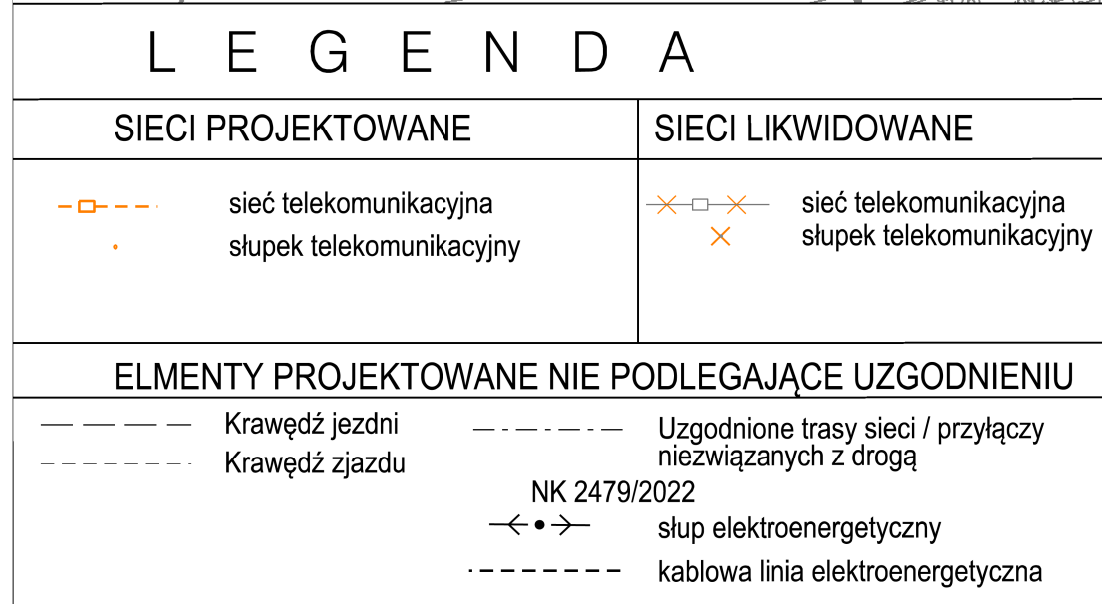 L E G E N D A
SIECI PROJEKTOWANE
SIECI LIKWIDOWANE
sieć telekomunikacyjna
słupek telekomunikacyjny
sieć telekomunikacyjna
słupek telekomunikacyjny
ELMENTY PROJEKTOWANE NIE PODLEGAJĄCE UZGODNIENIU
Krawędź jezdni
Krawędź zjazdu
Uzgodnione trasy sieci / przyłączy
niezwiązanych z drogą
NK 2479/2022
słup elektroenergetyczny
kablowa linia elektroenergetyczna